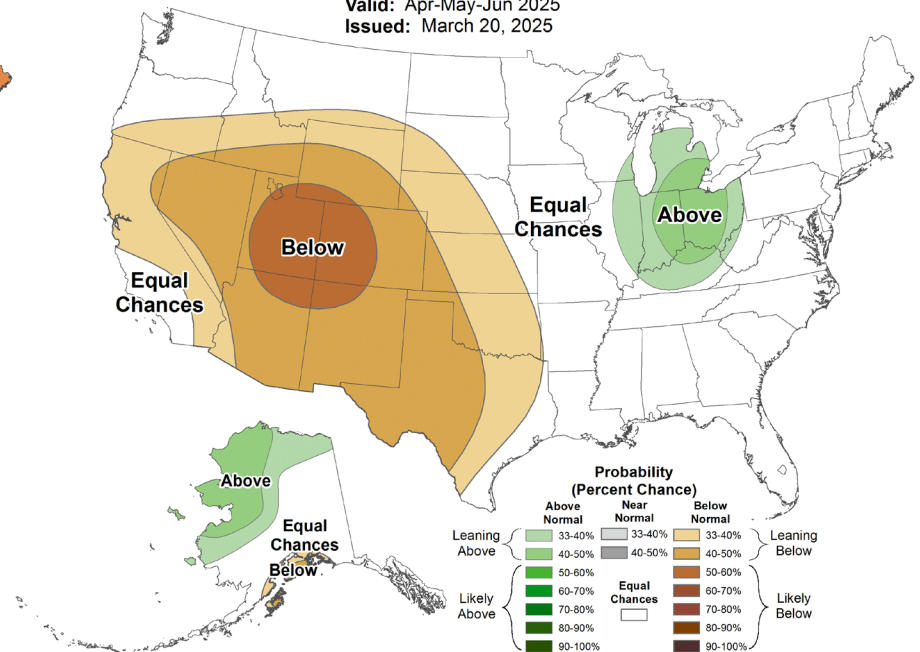 Valid: Apr-May-Jun 2025
Issued: March 20, 2025
Equal
Chances
Above
Below
Equal
Chances
Above
Equal
Chances
Below
Probability
(Percent Chance)
Above
Normal
Near
Normal
Below
Normal
Leaning
Above
33-40%
33-40%
33-40%
Leaning
Below
40-50%
40-50%
40-50%
Likely
Above
50-60%
50-60%
Likely
Below
60-70%
Equal
Chances
60-70%
70-80%
70-80%
80-90%
80-90%
90-100%
90-100%